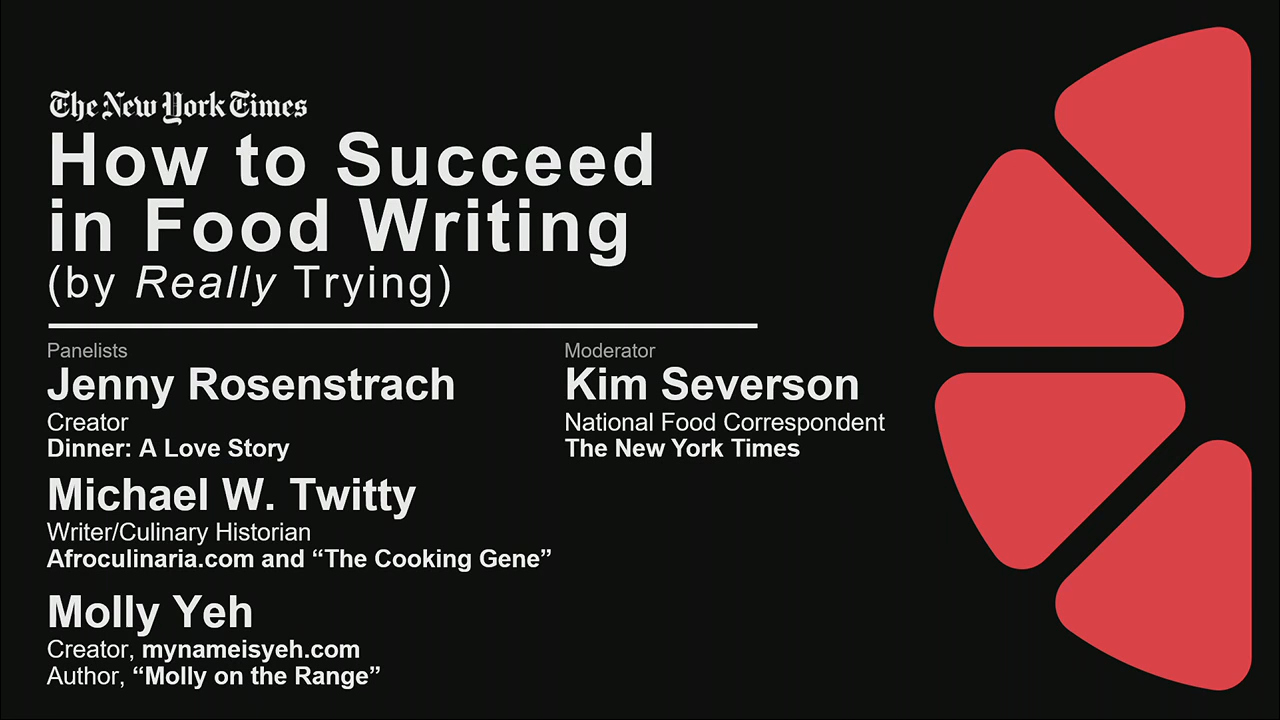 The New York Times
How to Succeed
in Food Writing
(by Really Trying)
Panelists
Jenny Rosenstrach
Creator
Dinner: A Love Story
Michael W. Twitty
Writer/Culinary Historian
Afroculinaria.com and “The Cooking Gene”
Molly Yeh
Creator, mynameisyeh.com
Author, “Molly on the Range”
Moderator
Kim Severson
National Food Correspondent
The New York Times